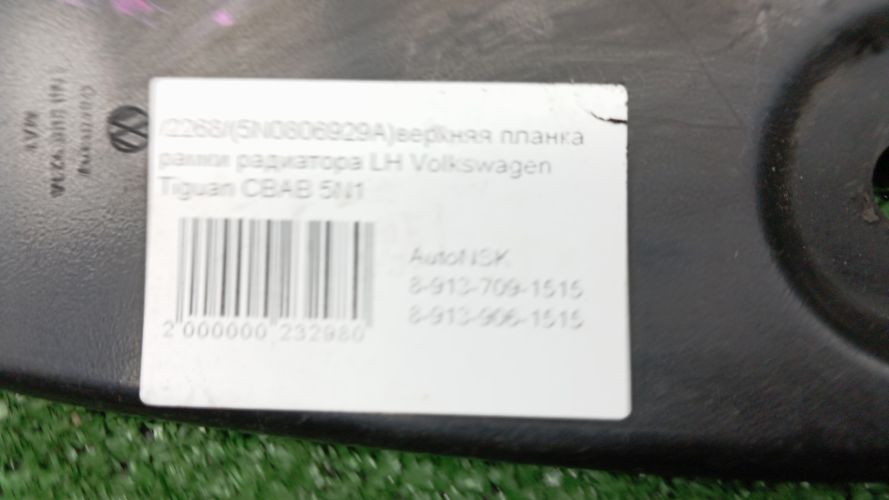 /2268/(5N0806929A)верхняя планка
рамки радиатора LH Volkswagen
Tiguan CBAB 5N1
AutoNSK
8-913-709-1515
8-913-906-1515
2 000000 232980